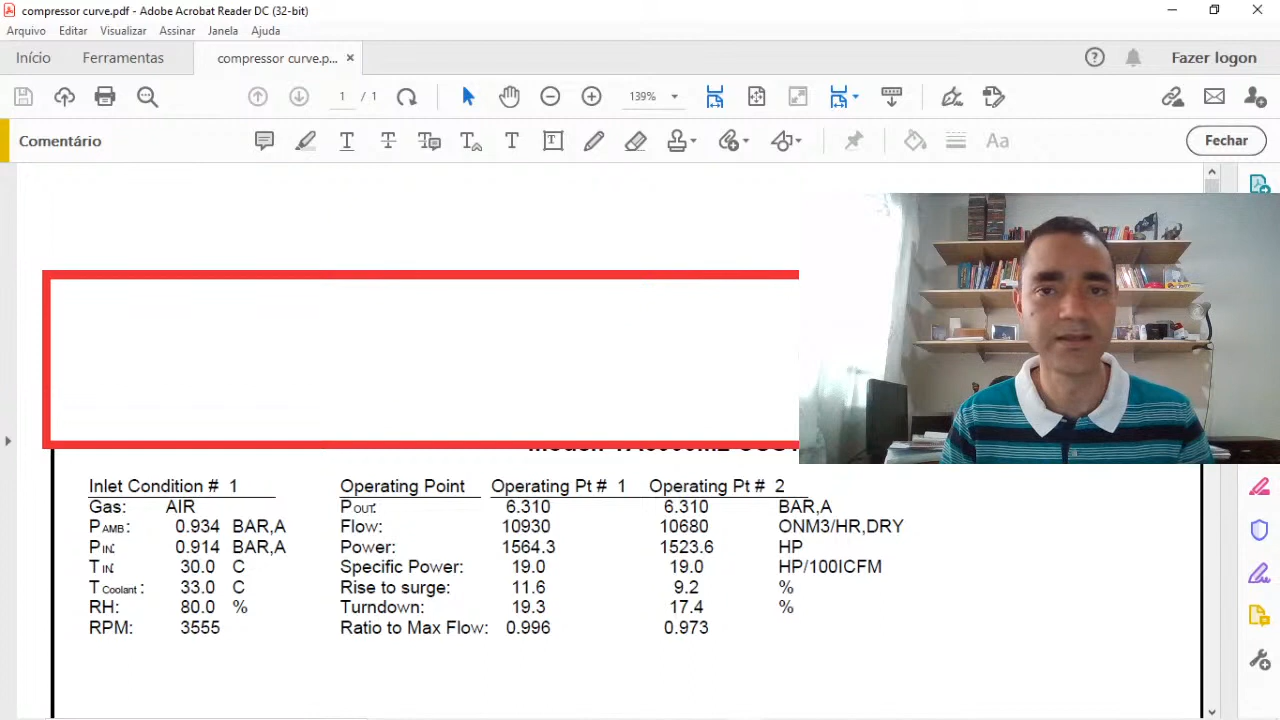 compressor curve.pdf - Adobe Acrobat Reader DC (32-bit)
Arquivo Editar Visualizar Assinar Janela Ajuda
Início Ferramentas compressor curve.p... Fazer logon
1 / 1 139%
Comentário Aa Fechar
Inlet Condition # 1 Operating Point Operating Pt # 1 Operating Pt # 2
Gas: AIR POUT: 6.310 6.310 BAR,A
PAMB: 0.934 BAR,A Flow: 10930 10680 ONM3/HR,DRY
PIN: 0.914 BAR,A Power: 1564.3 1523.6 HP
TIN: 30.0 C Specific Power: 19.0 19.0 HP/100ICFM
TCoolant: 33.0 C Rise to surge: 11.6 9.2 %
RH: 80.0 % Turndown: 19.3 17.4 %
RPM: 3555 Ratio to Max Flow: 0.996 0.973